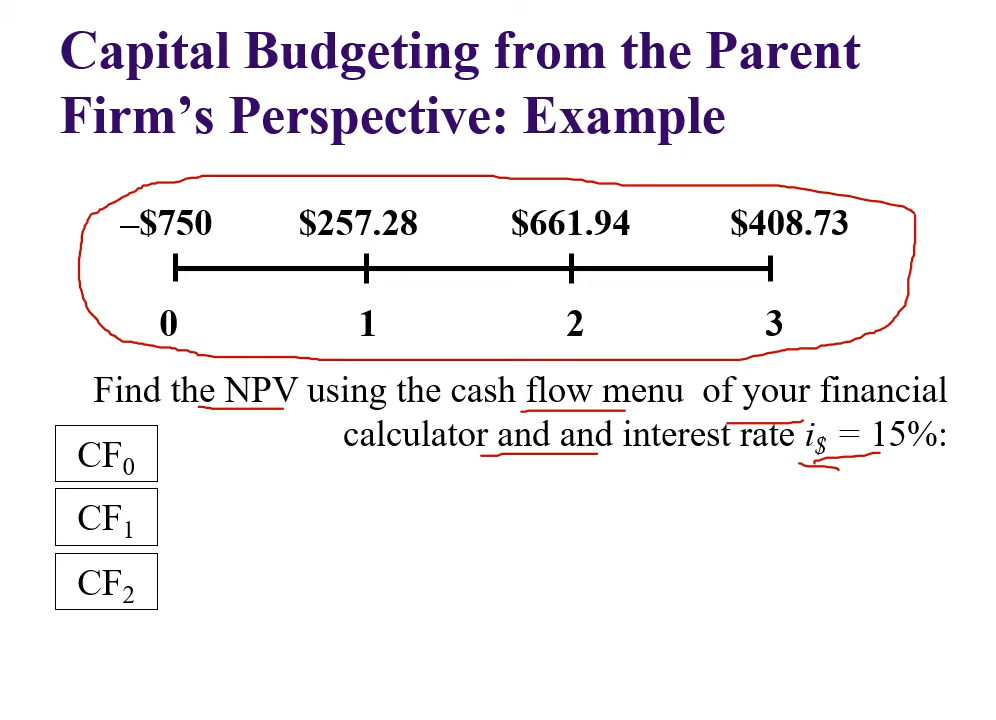 Capital Budgeting from the Parent
Firm’s Perspective: Example
–$750 $257.28 $661.94 $408.73
0 1 2 3
Find the NPV using the cash flow menu of your financial
calculator and and interest rate i$ = 15%:
CF0
CF1
CF2